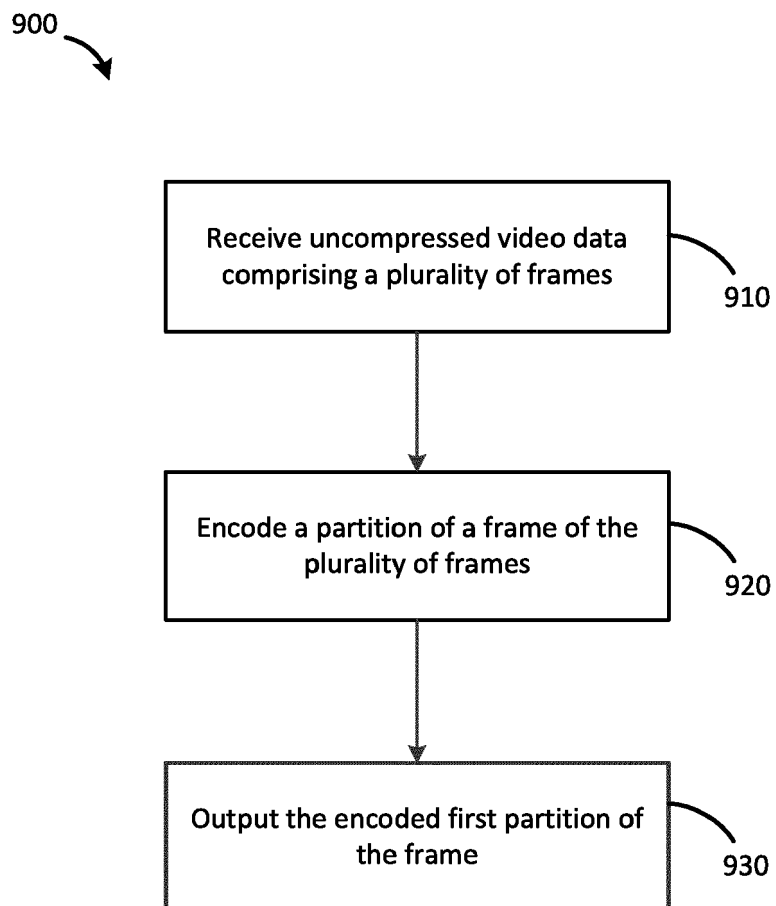 900
Receive uncompressed video data
comprising a plurality of frames
910
Encode a partition of a frame of the
plurality of frames
920
Output the encoded first partition of
the frame
930